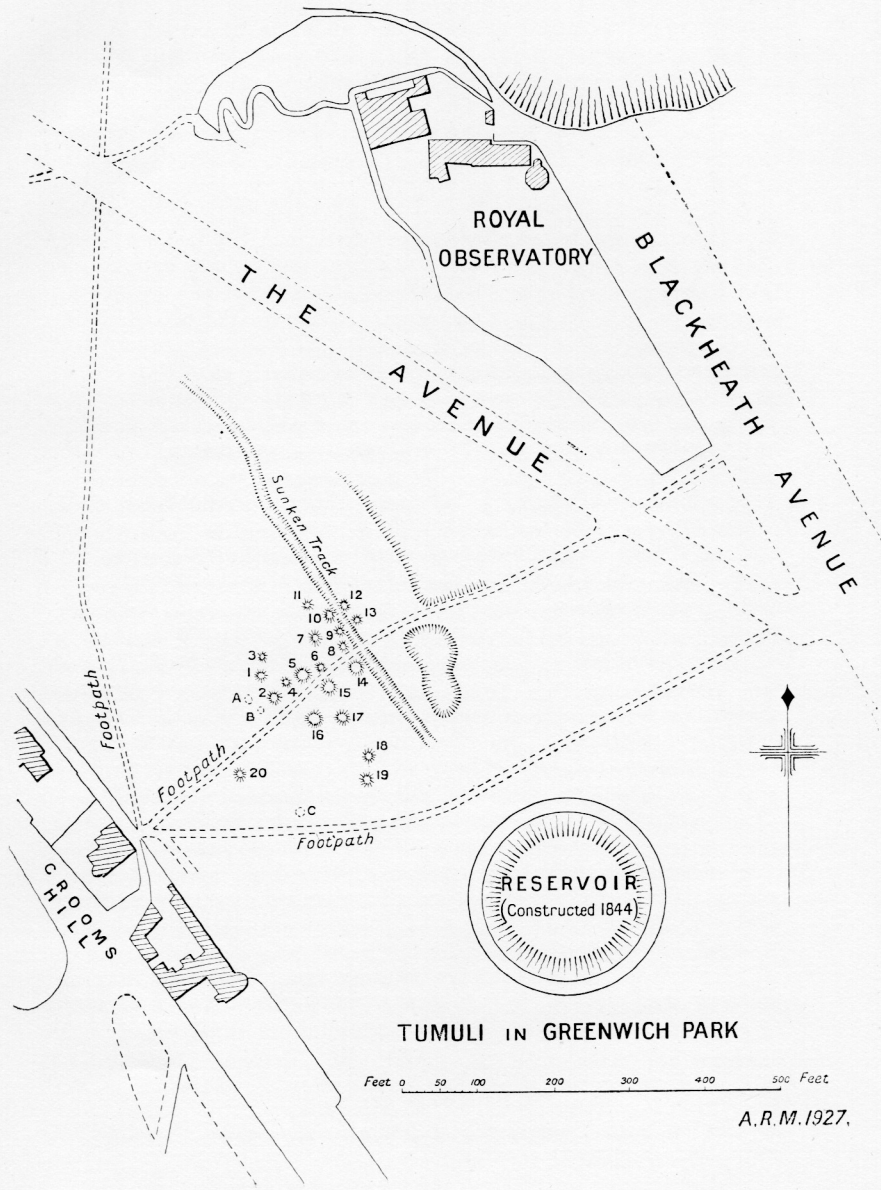 ROYAL
OBSERVATORY
THE AVENUE
BLACKHEATH AVENUE
Sunken Track
11
12
10
13
9
7
8
3
6
5
1
14
A
2
4
15
B
16
17
18
Footpath
Footpath
20
19
C
Footpath
CROOMS
HILL
RESERVOIR
(Constructed 1844)
TUMULI IN GREENWICH PARK
Feet 0 50 100 200 300 400 500 Feet
A.R.M. 1927.